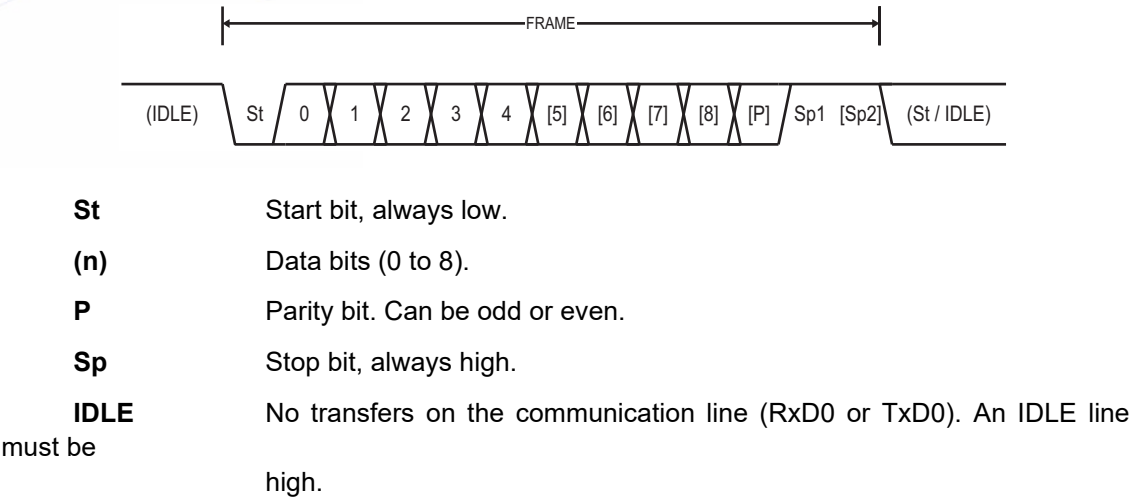 FRAME
(IDLE) St 0 1 2 3 4 [5] [6] [7] [8] [P] Sp1 [Sp2] (St / IDLE)
St Start bit, always low.
(n) Data bits (0 to 8).
P Parity bit. Can be odd or even.
Sp Stop bit, always high.
IDLE No transfers on the communication line (RxD0 or TxD0). An IDLE line
must be
high.